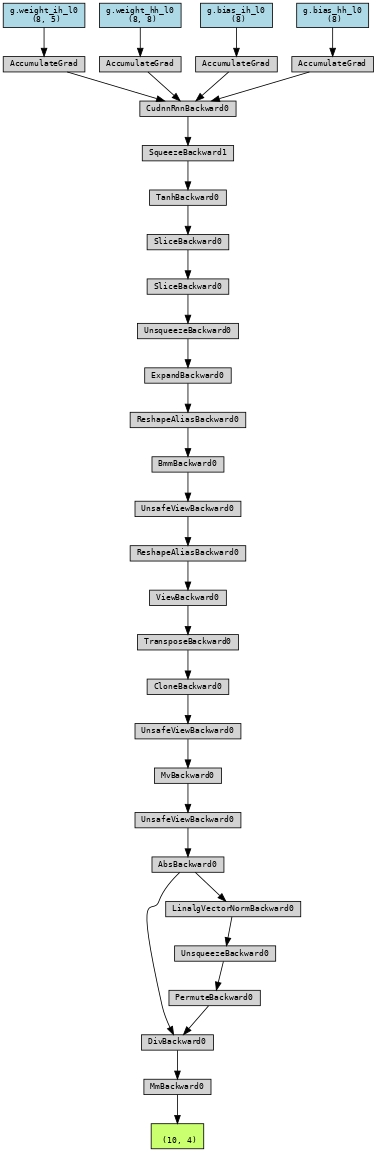 g.weight_ih_l0
(8, 5)
g.weight_hh_l0
(8, 8)
g.bias_ih_l0
(8)
g.bias_hh_l0
(8)
AccumulateGrad
AccumulateGrad
AccumulateGrad
AccumulateGrad
CudnnRnnBackward0
SqueezeBackward1
TanhBackward0
SliceBackward0
SliceBackward0
UnsqueezeBackward0
ExpandBackward0
ReshapeAliasBackward0
BmmBackward0
UnsafeViewBackward0
ReshapeAliasBackward0
ViewBackward0
TransposeBackward0
CloneBackward0
UnsafeViewBackward0
MvBackward0
UnsafeViewBackward0
AbsBackward0
LinalgVectorNormBackward0
UnsqueezeBackward0
PermuteBackward0
DivBackward0
MmBackward0
(10, 4)